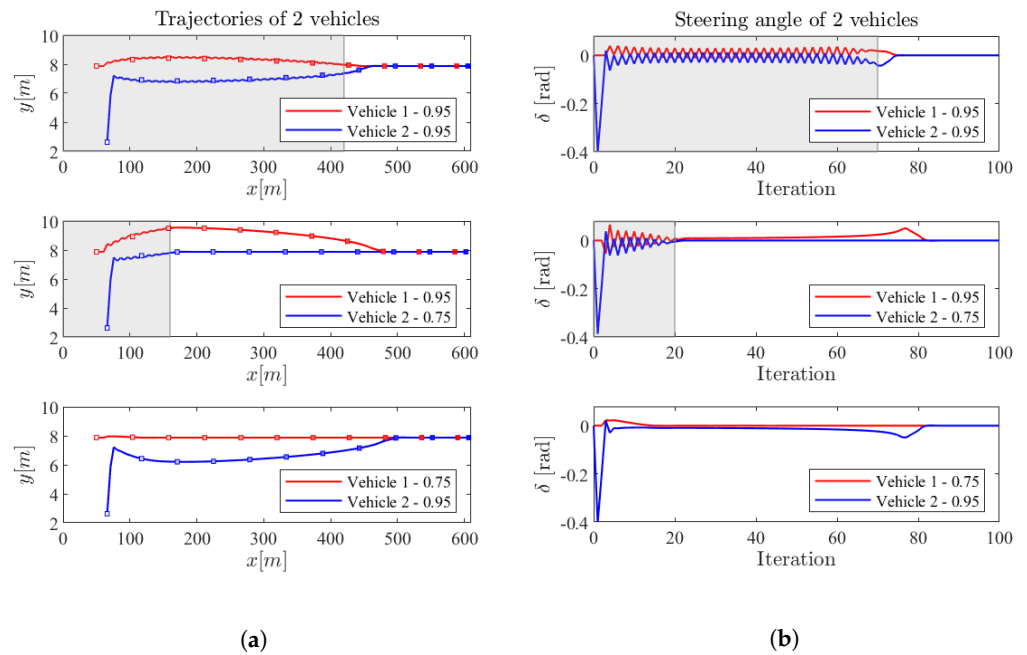 Trajectories of 2 vehicles
10
8
6
4
2
y[m]
Vehicle 1 - 0.95
Vehicle 2 - 0.95
0 100 200 300 400 500 600
x[m]
10
8
6
4
2
y[m]
Vehicle 1 - 0.95
Vehicle 2 - 0.75
0 100 200 300 400 500 600
x[m]
10
8
6
4
2
y[m]
Vehicle 1 - 0.75
Vehicle 2 - 0.95
0 100 200 300 400 500 600
x[m]
(a)
Steering angle of 2 vehicles
0
-0.2
-0.4
δ [rad]
Vehicle 1 - 0.95
Vehicle 2 - 0.95
0 20 40 60 80 100
Iteration
0
-0.2
-0.4
δ [rad]
Vehicle 1 - 0.95
Vehicle 2 - 0.75
0 20 40 60 80 100
Iteration
0
-0.2
-0.4
δ [rad]
Vehicle 1 - 0.75
Vehicle 2 - 0.95
0 20 40 60 80 100
Iteration
(b)